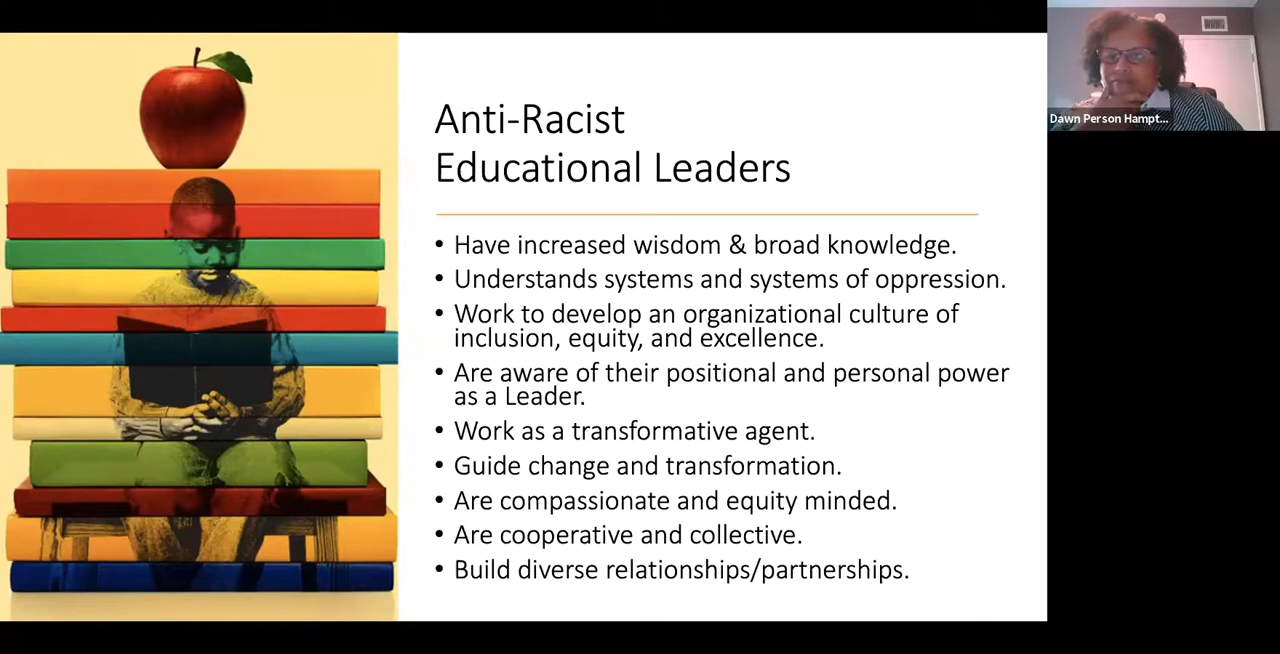 Anti-Racist
Educational Leaders
• Have increased wisdom & broad knowledge.
• Understands systems and systems of oppression.
• Work to develop an organizational culture of
inclusion, equity, and excellence.
• Are aware of their positional and personal power
as a Leader.
• Work as a transformative agent.
• Guide change and transformation.
• Are compassionate and equity minded.
• Are cooperative and collective.
• Build diverse relationships/partnerships.
Dawn Person Hampt...